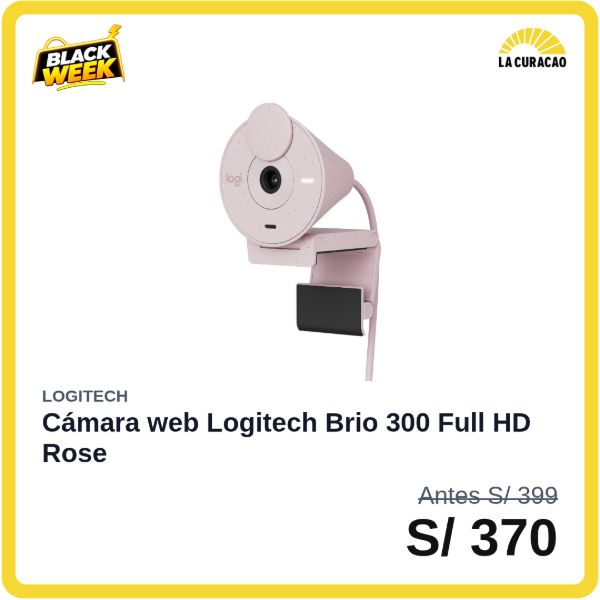 BLACK
WEEK
LA CURACAO
logi
LOGITECH
Cámara web Logitech Brio 300 Full HD
Rose
Antes S/ 399
S/ 370